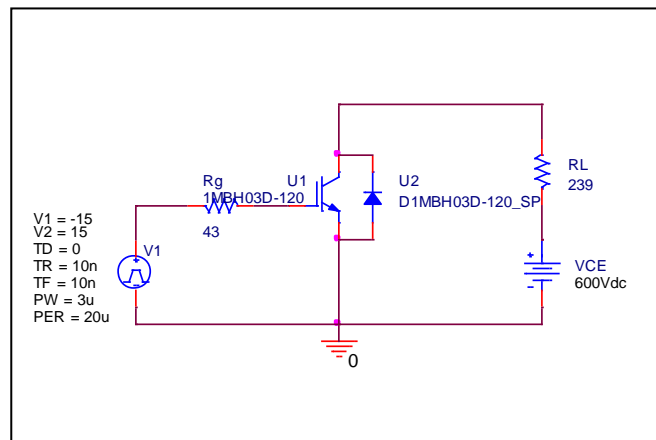 Rg
U1
1MBH03D-120
43
U2
D1MBH03D-120_SP
RL
239
V1 = -15
V2 = 15
TD = 0
TR = 10n
TF = 10n
PW = 3u
PER = 20u
V1
+
-
+
-
VCE
600Vdc
0